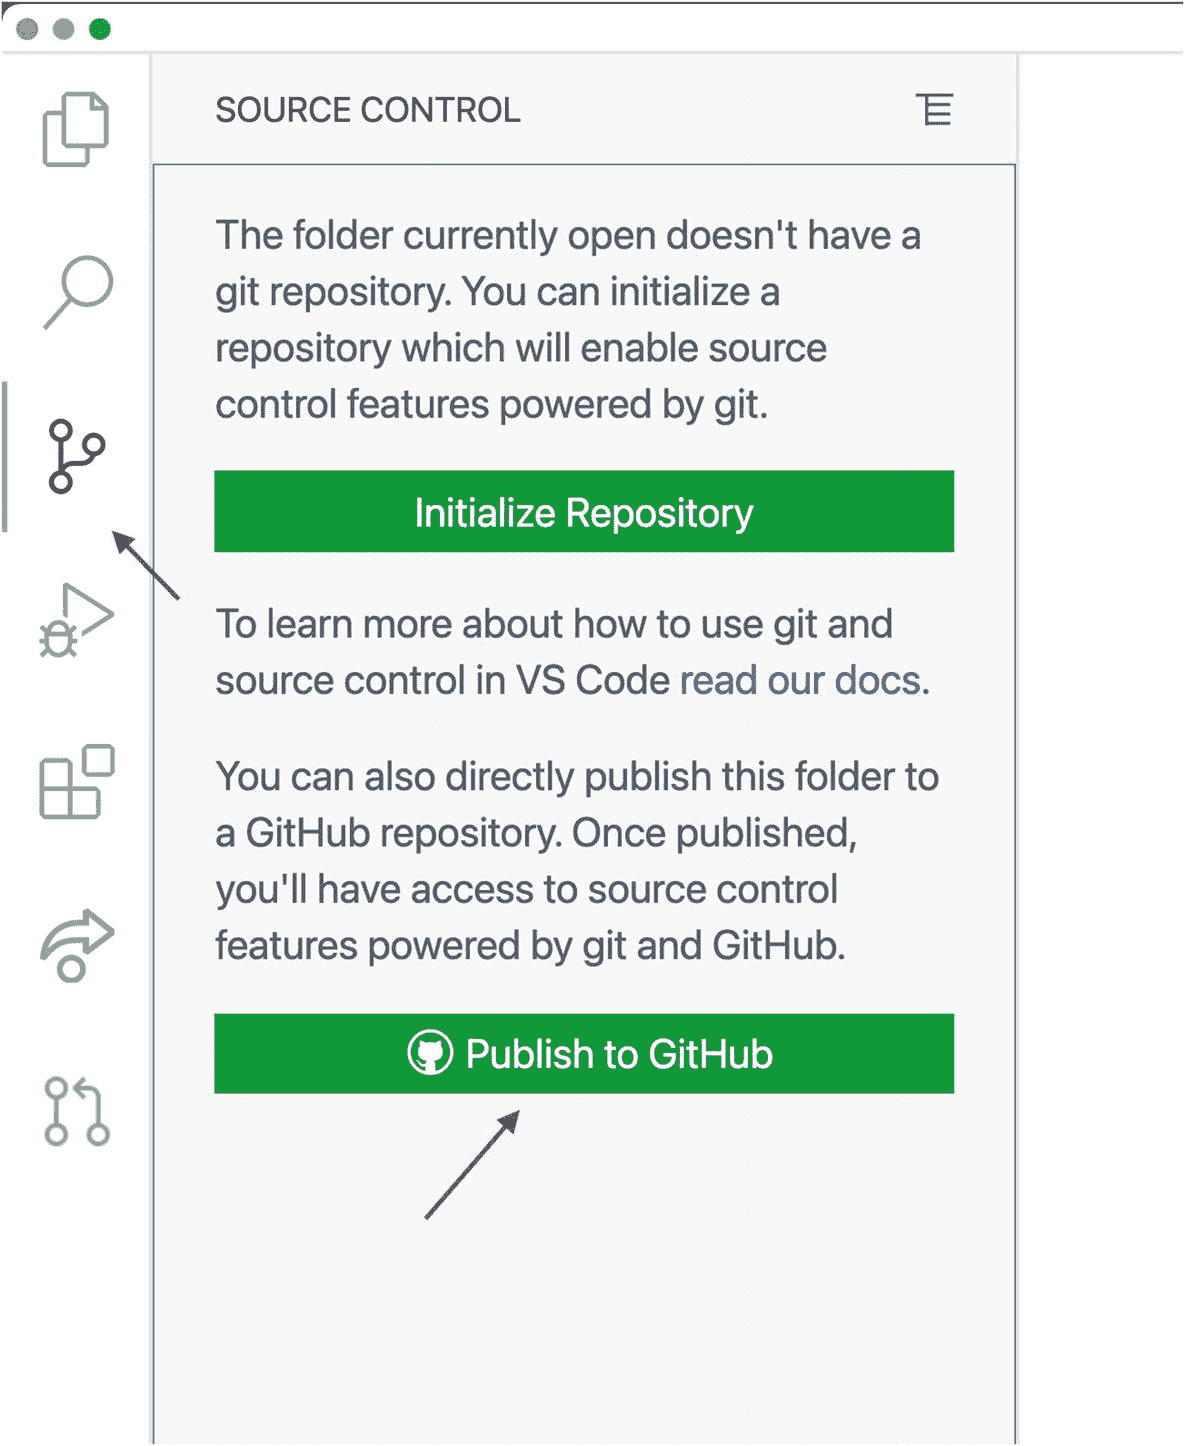 SOURCE CONTROL
The folder currently open doesn't have a
git repository. You can initialize a
repository which will enable source
control features powered by git.
Initialize Repository
To learn more about how to use git and
source control in VS Code read our docs.
You can also directly publish this folder to
a GitHub repository. Once published,
you'll have access to source control
features powered by git and GitHub.
Publish to GitHub